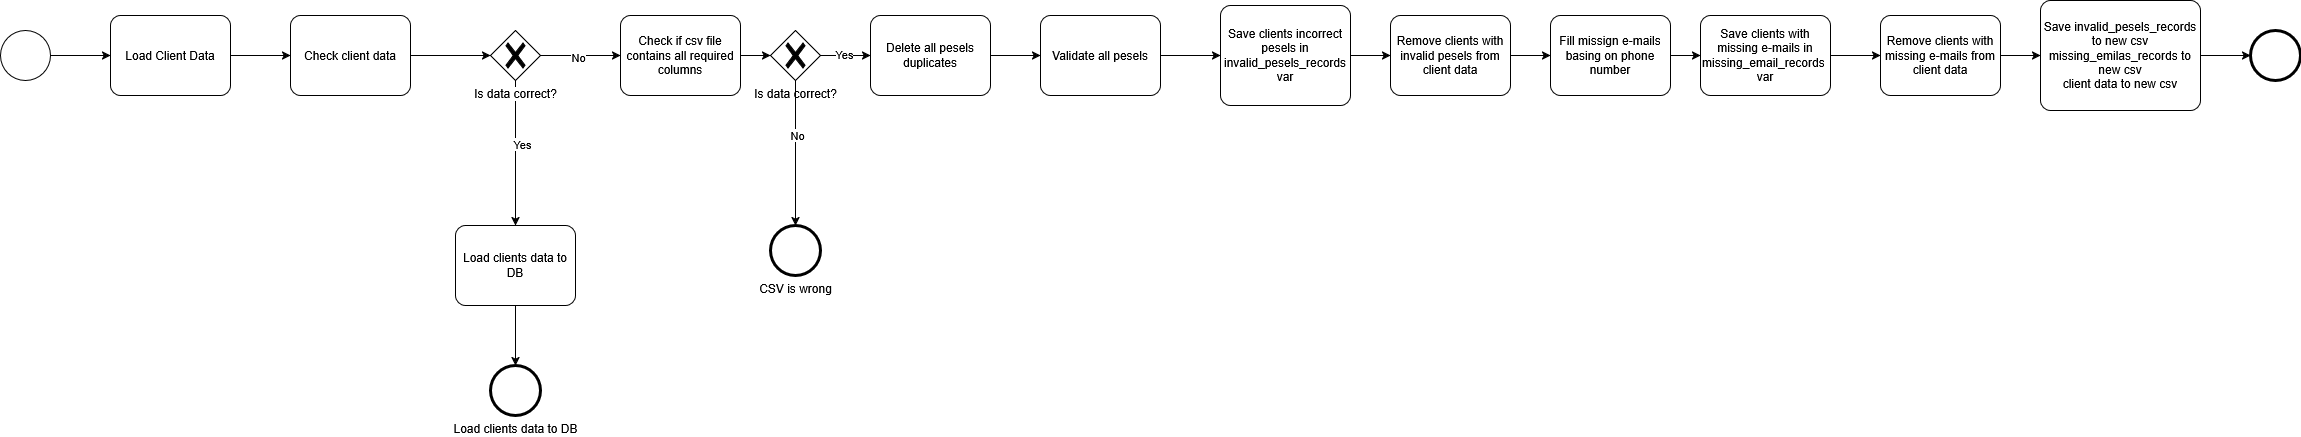 Load Client Data
Check client data
Is data correct?
No
Yes
Load clients data to
DB
Load clients data to DB
Check if csv file
contains all required
columns
Is data correct?
Yes
No
CSV is wrong
Delete all pesels
duplicates
Validate all pesels
Save clients incorrect
pesels in
invalid_pesels_records
var
Remove clients with
invalid pesels from
client data
Fill missign e-mails
basing on phone
number
Save clients with
missing e-mails in
missing_email_records
var
Remove clients with
missing e-mails from
client data
Save invalid_pesels_records
to new csv
missing_emilas_records to
new csv
client data to new csv